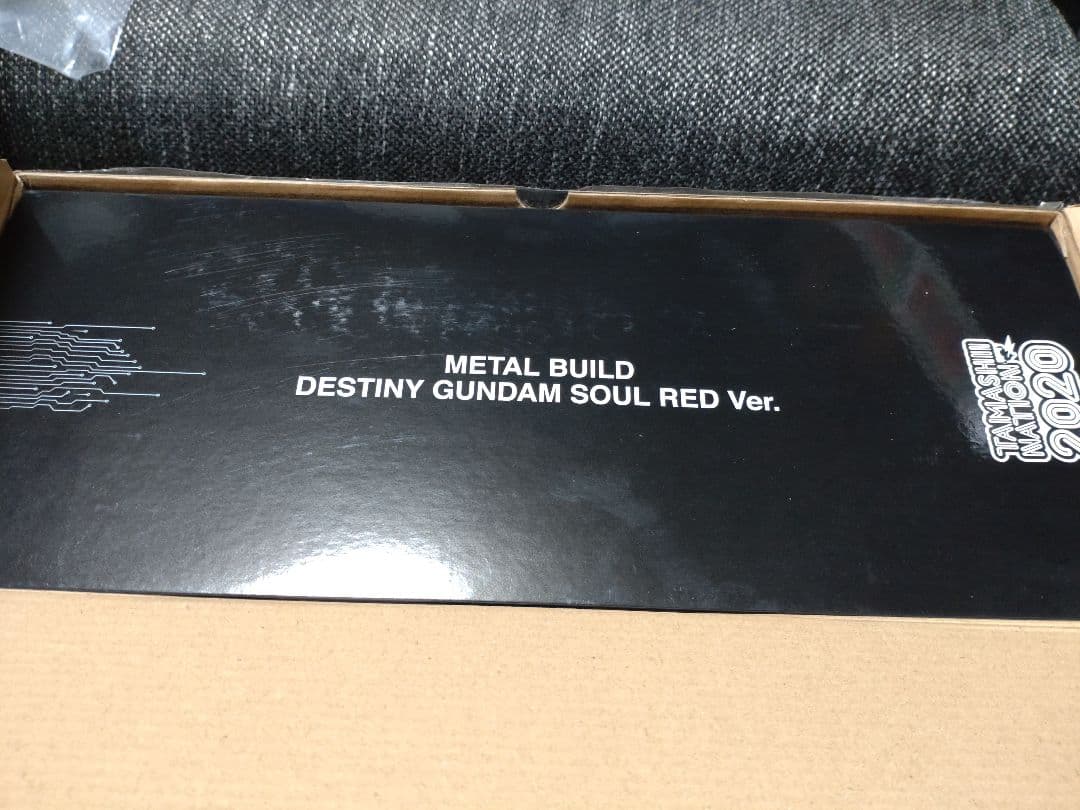 METAL BUILD
DESTINY GUNDAM SOUL RED Ver.
TAMASHII
NATION
2020